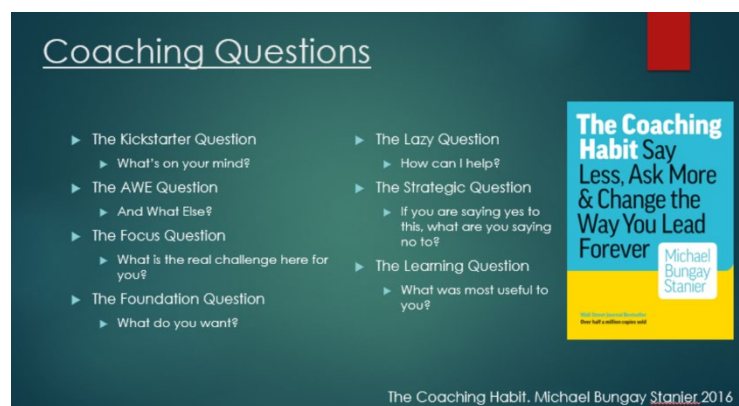 Coaching Questions
The Kickstarter Question
What's on your mind?
The AWE Question
And What Else?
The Focus Question
What is the real challenge here for
you?
The Foundation Question
What do you want?
The Lazy Question
How can I help?
The Strategic Question
If you are saying yes to
this, what are you saying
no to?
The Learning Question
What was most useful to
you?
The Coaching
Habit Say
Less, Ask More
& Change the
Way You Lead
Forever
Michael
Bungay
Stanier
Wall Street Journal Bestseller
Over half a million copies sold
The Coaching Habit. Michael Bungay Stanier 2016